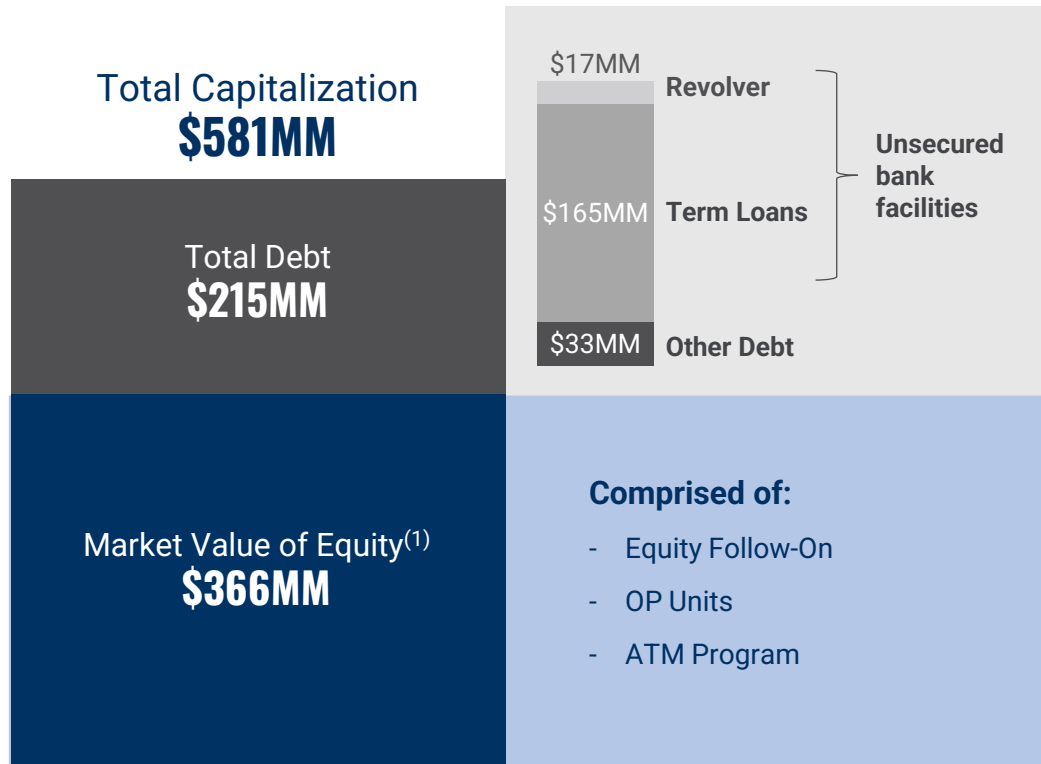 Total Capitalization
$581MM
Total Debt
$215MM
Market Value of Equity(1)
$366MM
$17MM
Revolver
$165MM Term Loans
$33MM Other Debt
Unsecured
bank
facilities
Comprised of:
- Equity Follow-On
- OP Units
- ATM Program